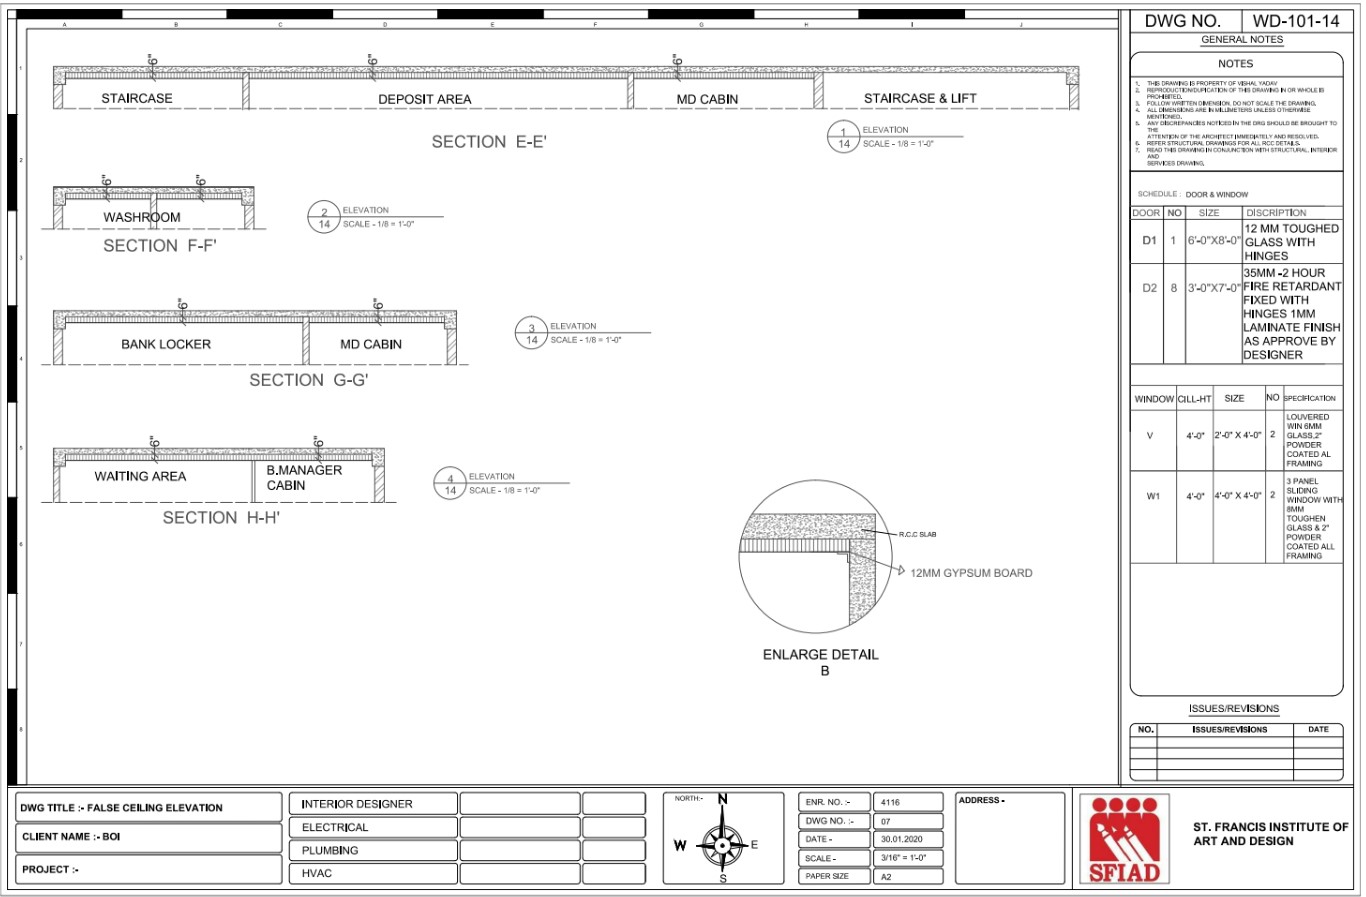 DWG NO. WD-101-14
GENERAL NOTES
NOTES
1. THIS DRAWING IS PROPERTY OF VISHAL YADAV
2. REPRODUCTION/DUPICATION OF THIS DRAWING IN OR WHOLE IS
PROHIBITED.
3. FOLLOW WRITTEN DIMENSION. DO NOT SCALE THE DRAWING.
4. ALL DIMENSIONS ARE IN MILLIMETERS UNLESS OTHERWISE
MENTIONED.
5. ANY DISCREPANCIES NOTICED IN THE DRG SHOULD BE BROUGHT TO
THE
ATTENTION OF THE ARCHITECT IMMEDIATELY AND RESOLVED.
6. REFER STRUCTURAL DRAWINGS FOR ALL RCC DETAILS.
7. READ THIS DRAWING IN CONJUNCTION WITH STRUCTURAL, INTERIOR
AND
SERVICES DRAWING.
SCHEDULE : DOOR & WINDOW
DOOR NO SIZE DISCRIPTION
D1 1 6'-0"X8'-0" 12 MM TOUGHED
GLASS WITH
HINGES
D2 8 3'-0"X7'-0" 35MM -2 HOUR
FIRE RETARDANT
FIXED WITH
HINGES 1MM
LAMINATE FINISH
AS APPROVE BY
DESIGNER
WINDOW CILL-HT SIZE NO SPECIFICATION
V 4'-0" 2'-0" X 4'-0" 2 LOUVERED
WIN 6MM
GLASS,2"
POWDER
COATED AL
FRAMING
W1 4'-0" 4'-0" X 4'-0" 2 3 PANEL
SLIDING
WINDOW WITH
8MM
TOUGHEN
GLASS & 2"
POWDER
COATED ALL
FRAMING
ISSUES/REVISIONS
NO. ISSUES/REVISIONS DATE
A B C D E F G H I J
1
2
3
4
5
6
7
8
6" 6" 6"
STAIRCASE DEPOSIT AREA MD CABIN STAIRCASE & LIFT
SECTION E-E'
1 ELEVATION
14 SCALE - 1/8 = 1'-0"
6" 6"
WASHROOM
SECTION F-F'
2 ELEVATION
14 SCALE - 1/8 = 1'-0"
6" 6"
BANK LOCKER MD CABIN
SECTION G-G'
3 ELEVATION
14 SCALE - 1/8 = 1'-0"
6" 6"
WAITING AREA B.MANAGER
CABIN
SECTION H-H'
4 ELEVATION
14 SCALE - 1/8 = 1'-0"
R.C.C SLAB
12MM GYPSUM BOARD
ENLARGE DETAIL
B
DWG TITLE :- FALSE CEILING ELEVATION
CLIENT NAME :- BOI
PROJECT :-
INTERIOR DESIGNER
ELECTRICAL
PLUMBING
HVAC
NORTH:- N
W E
S
ENR. NO. :- 4116
DWG NO. :- 07
DATE - 30.01.2020
SCALE - 3/16" = 1'-0"
PAPER SIZE A2
ADDRESS -
SFIAD
ST. FRANCIS INSTITUTE OF
ART AND DESIGN